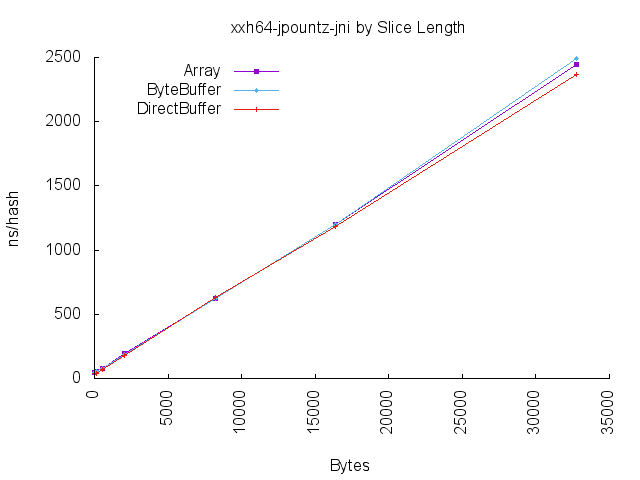 xxh64-jpountz-jni by Slice Length
ns/hash
2500
2000
1500
1000
500
0
Array
ByteBuffer
DirectBuffer
0
5000
10000
15000
20000
25000
30000
35000
Bytes